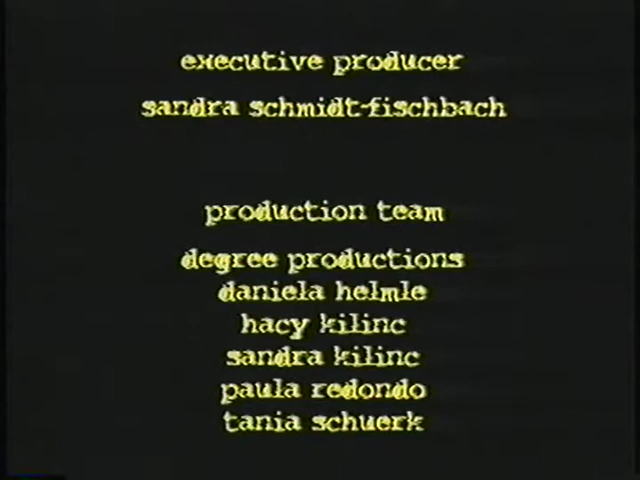 executive producer
sandra schmidt-fischbach
production team
degree productions
daniela helmle
hacy kilinc
sandra kilinc
paula redondo
tania schuerk